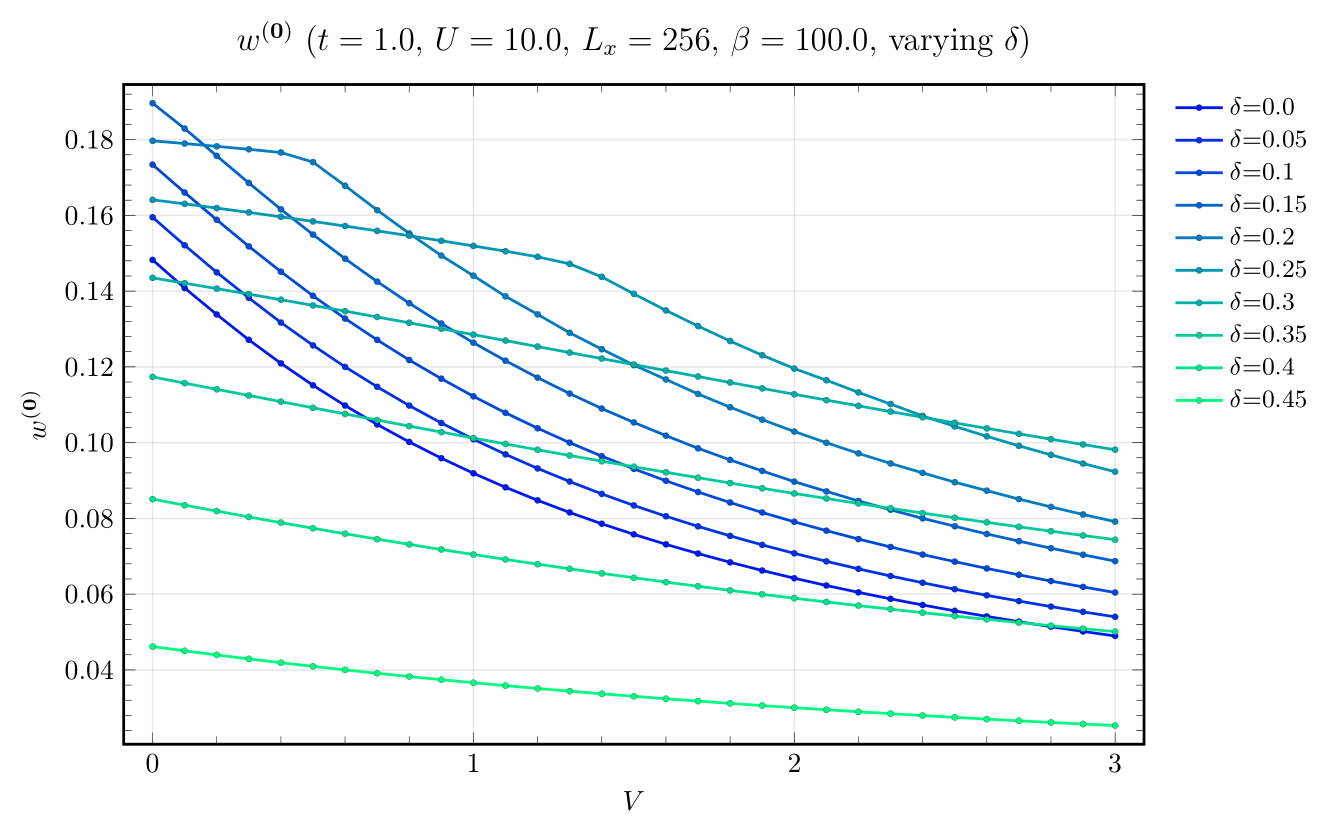 w^(0) (t = 1.0, U = 10.0, L_x = 256, β = 100.0, varying δ)
0.18
0.16
0.14
0.12
0.10
0.08
0.06
0.04
w^(0)
0 1 2 3
V
δ=0.0
δ=0.05
δ=0.1
δ=0.15
δ=0.2
δ=0.25
δ=0.3
δ=0.35
δ=0.4
δ=0.45